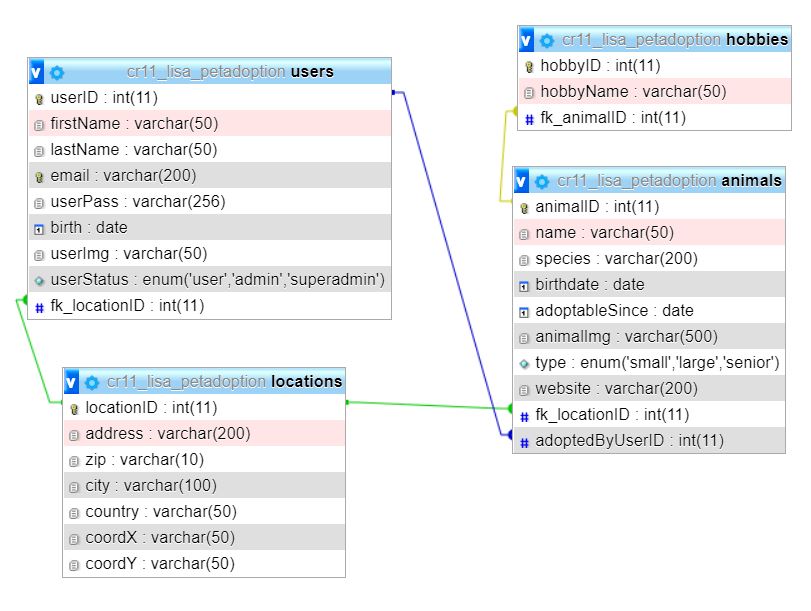 v cr11_lisa_petadoption users
userID : int(11)
firstName : varchar(50)
lastName : varchar(50)
email : varchar(200)
userPass : varchar(256)
birth : date
userImg : varchar(50)
userStatus : enum('user','admin','superadmin')
# fk_locationID : int(11)
v cr11_lisa_petadoption locations
locationID : int(11)
address : varchar(200)
zip : varchar(10)
city : varchar(100)
country : varchar(50)
coordX : varchar(50)
coordY : varchar(50)
v cr11_lisa_petadoption hobbies
hobbyID : int(11)
hobbyName : varchar(50)
# fk_animalID : int(11)
v cr11_lisa_petadoption animals
animalID : int(11)
name : varchar(50)
species : varchar(200)
birthdate : date
adoptableSince : date
animalImg : varchar(500)
type : enum('small','large','senior')
website : varchar(200)
# fk_locationID : int(11)
# adoptedByUserID : int(11)